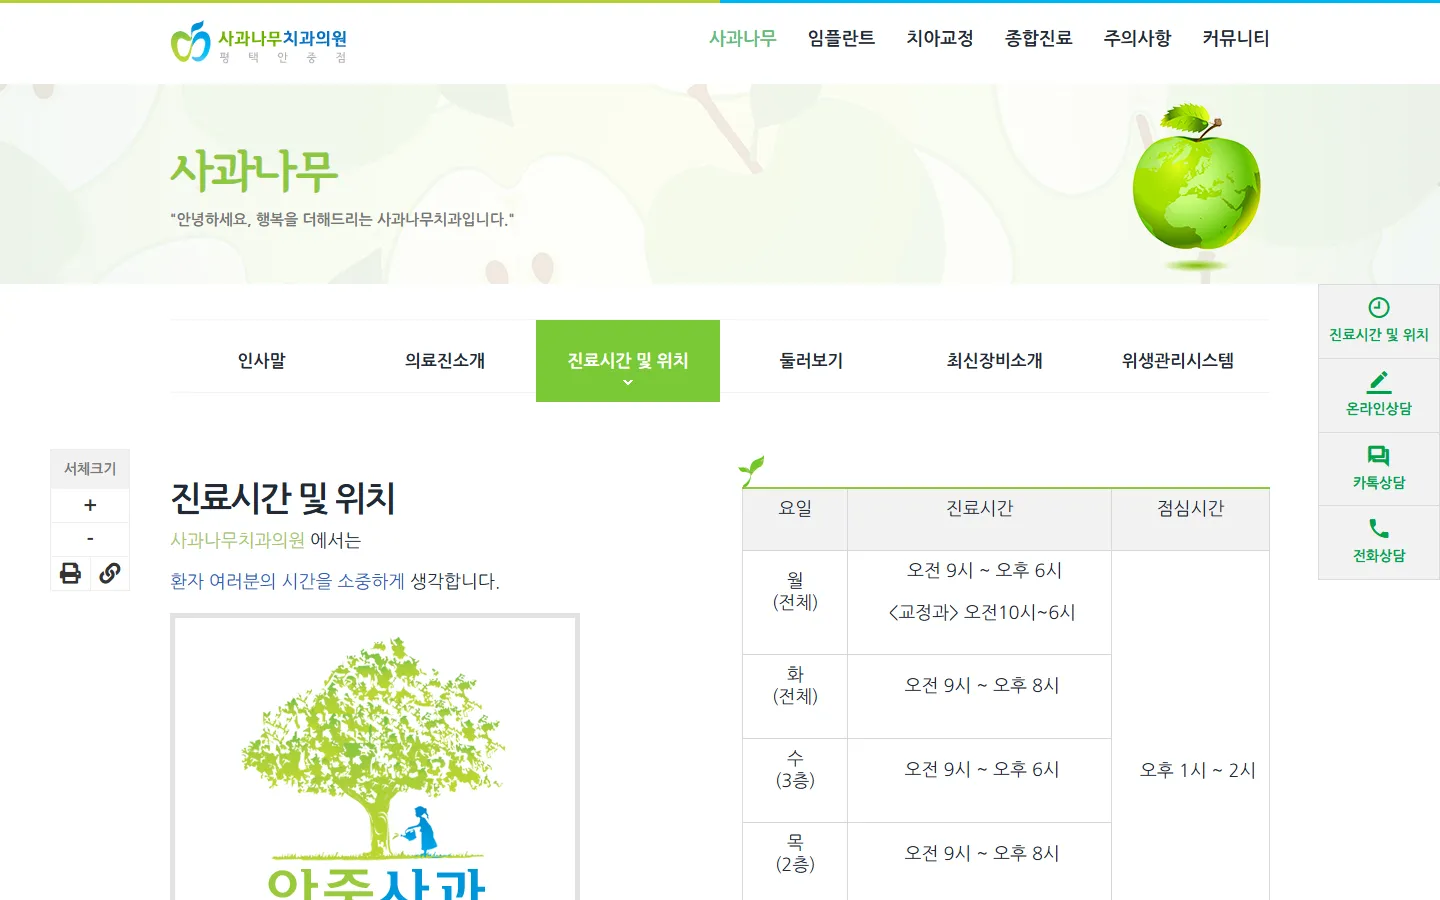 사과나무치과의원
평택안중점
사과나무 임플란트 치아교정 종합진료 주의사항 커뮤니티
사과나무
"안녕하세요, 행복을 더해드리는 사과나무치과입니다."
진료시간 및 위치
온라인상담
카톡상담
전화상담
인사말 의료진소개 진료시간 및 위치 둘러보기 최신장비소개 위생관리시스템
서체크기
+
-
진료시간 및 위치
사과나무치과의원 에서는
환자 여러분의 시간을 소중하게 생각합니다.
안중사과
요일 진료시간 점심시간
월
(전체)
오전 9시 ~ 오후 6시
<교정과> 오전10시~6시
화
(전체)
오전 9시 ~ 오후 8시
수
(3층)
오전 9시 ~ 오후 6시
오후 1시 ~ 2시
목
(2층)
오전 9시 ~ 오후 8시